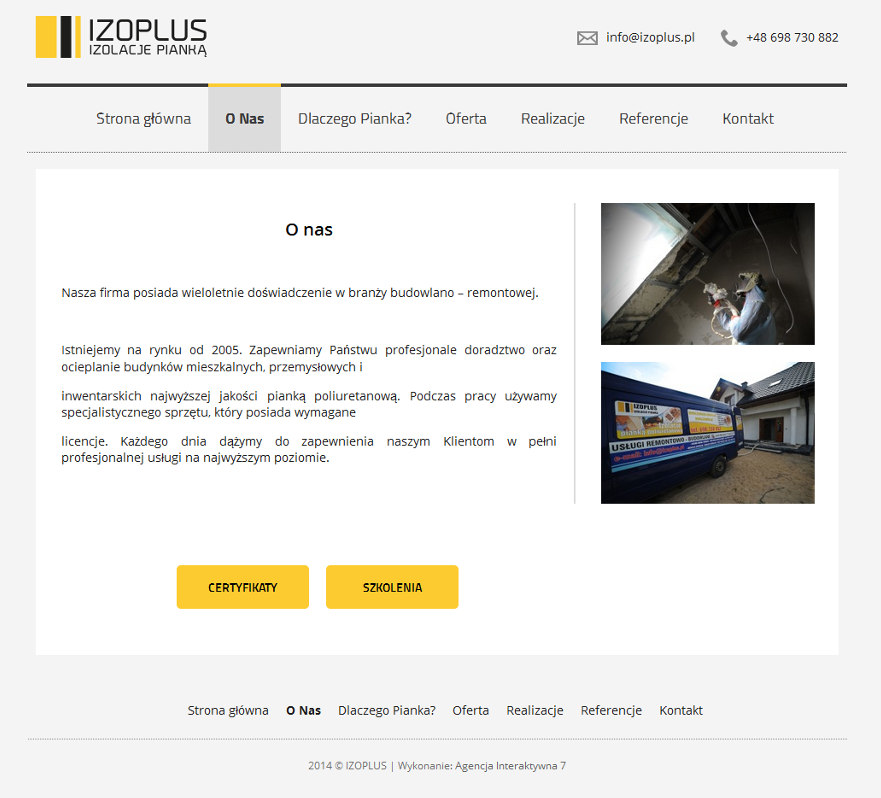 IZOPLUS
IZOLACJE PIANKĄ
info@izoplus.pl
+48 698 730 882
Strona główna
O Nas
Dlaczego Pianka?
Oferta
Realizacje
Referencje
Kontakt
O nas
Nasza firma posiada wieloletnie doświadczenie w branży budowlano – remontowej.
Istniejemy na rynku od 2005. Zapewniamy Państwu profesjonale doradztwo oraz
ocieplanie budynków mieszkalnych, przemysłowych i
inwentarskich najwyższej jakości pianką poliuretanową. Podczas pracy używamy
specjalistycznego sprzętu, który posiada wymagane
licencje. Każdego dnia dążymy do zapewnienia naszym Klientom w pełni
profesjonalnej usługi na najwyższym poziomie.
IZOPLUS
USŁUGI REMONTOWO - BUDOWLANE
e-mail: info@izoplus.pl
CERTYFIKATY
SZKOLENIA
Strona główna
O Nas
Dlaczego Pianka?
Oferta
Realizacje
Referencje
Kontakt
2014 © IZOPLUS | Wykonanie: Agencja Interaktywna 7